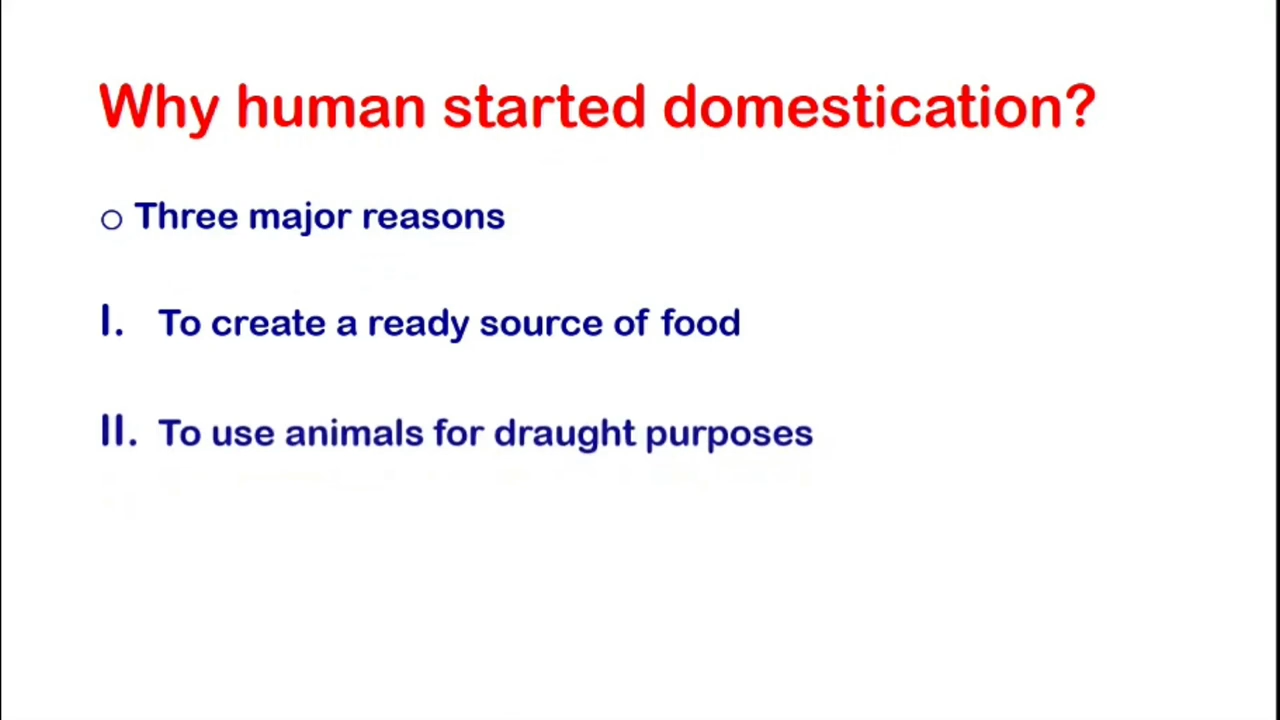 Why human started domestication?
o Three major reasons
I. To create a ready source of food
II. To use animals for draught purposes